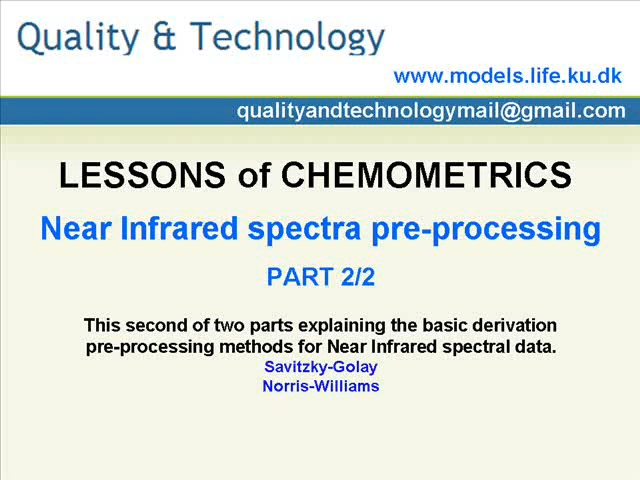 Quality & Technology
www.models.life.ku.dk
qualityandtechnologymail@gmail.com
LESSONS of CHEMOMETRICS
Near Infrared spectra pre-processing
PART 2/2
This second of two parts explaining the basic derivation
pre-processing methods for Near Infrared spectral data.
Savitzky-Golay
Norris-Williams